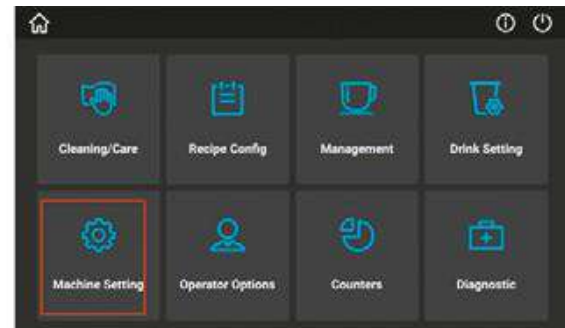 Cleaning/Care
Recipe Config
Management
Drink Setting
Machine Setting
Operator Options
Counters
Diagnostic